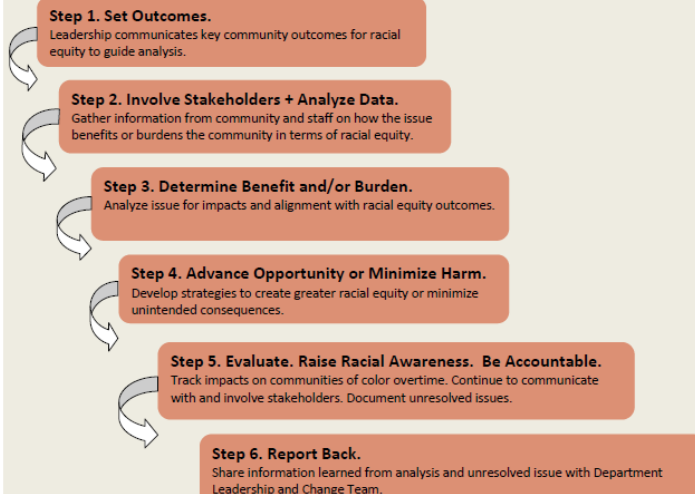 Step 1. Set Outcomes.
Leadership communicates key community outcomes for racial
equity to guide analysis.
Step 2. Involve Stakeholders + Analyze Data.
Gather information from community and staff on how the issue
benefits or burdens the community in terms of racial equity.
Step 3. Determine Benefit and/or Burden.
Analyze issue for impacts and alignment with racial equity outcomes.
Step 4. Advance Opportunity or Minimize Harm.
Develop strategies to create greater racial equity or minimize
unintended consequences.
Step 5. Evaluate. Raise Racial Awareness. Be Accountable.
Track impacts on communities of color overtime. Continue to communicate
with and involve stakeholders. Document unresolved issues.
Step 6. Report Back.
Share information learned from analysis and unresolved issue with Department
Leadership and Change Team.